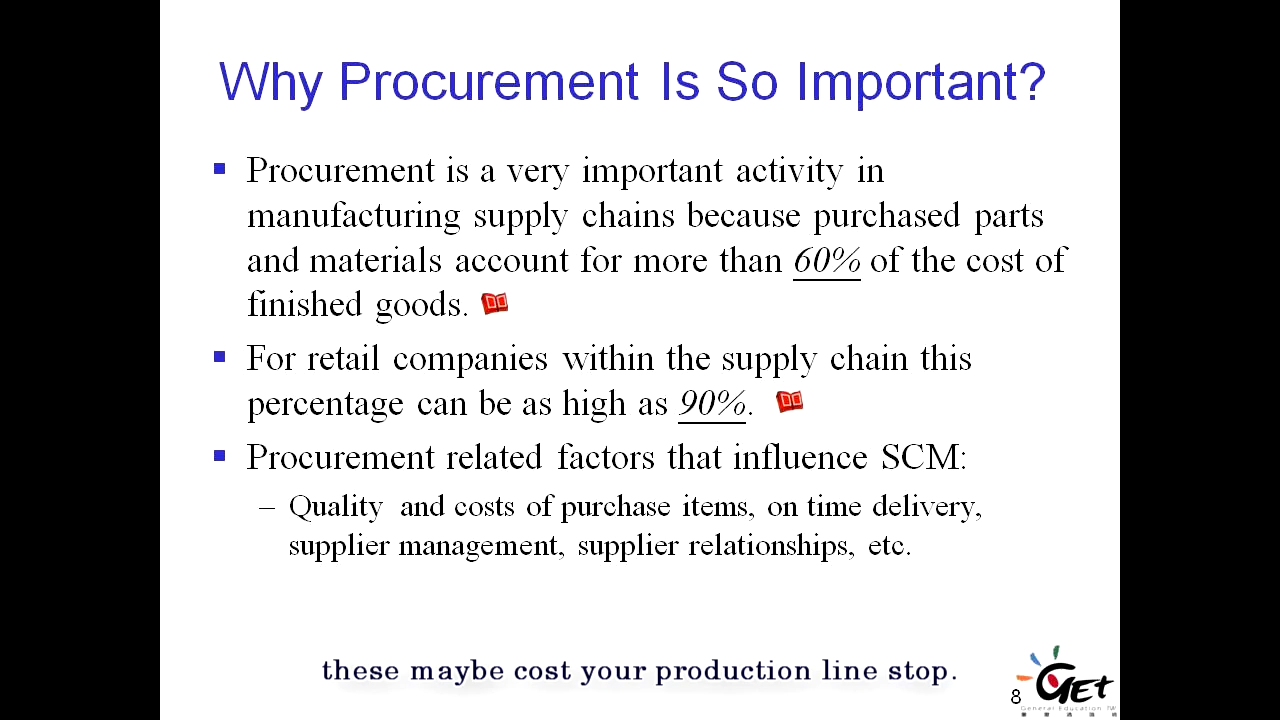 Why Procurement Is So Important?
Procurement is a very important activity in
manufacturing supply chains because purchased parts
and materials account for more than 60% of the cost of
finished goods.
For retail companies within the supply chain this
percentage can be as high as 90%.
Procurement related factors that influence SCM:
– Quality and costs of purchase items, on time delivery,
supplier management, supplier relationships, etc.
these maybe cost your production line stop.
8
GET
General Education TW